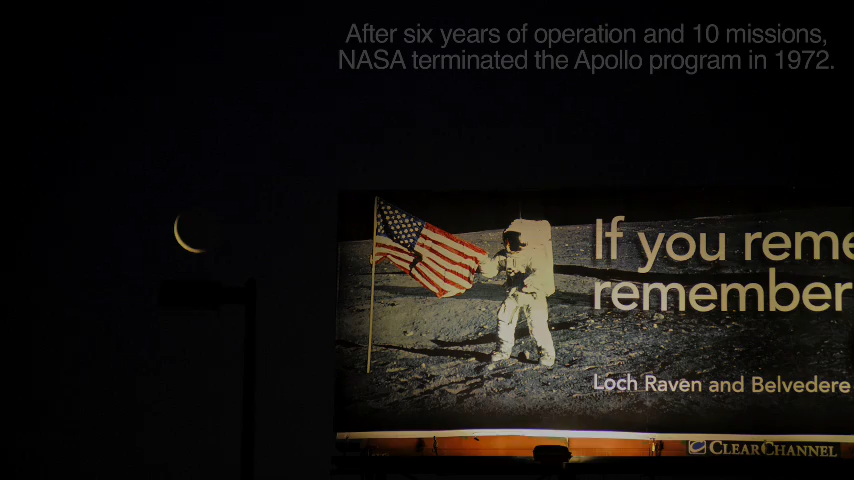 After six years of operation and 10 missions,
NASA terminated the Apollo program in 1972.
If you reme
remember
Loch Raven and Belvedere
CLEARCHANNEL